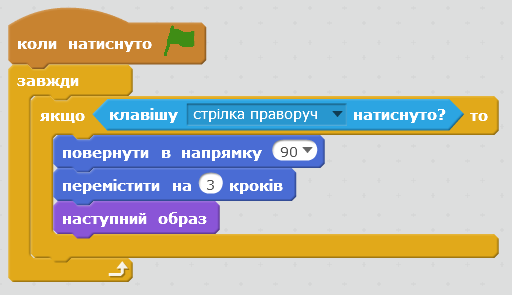 коли натиснуто
завжди
якщо клавішу стрілка праворуч натиснуто? то
повернути в напрямку 90
перемістити на 3 кроків
наступний образ